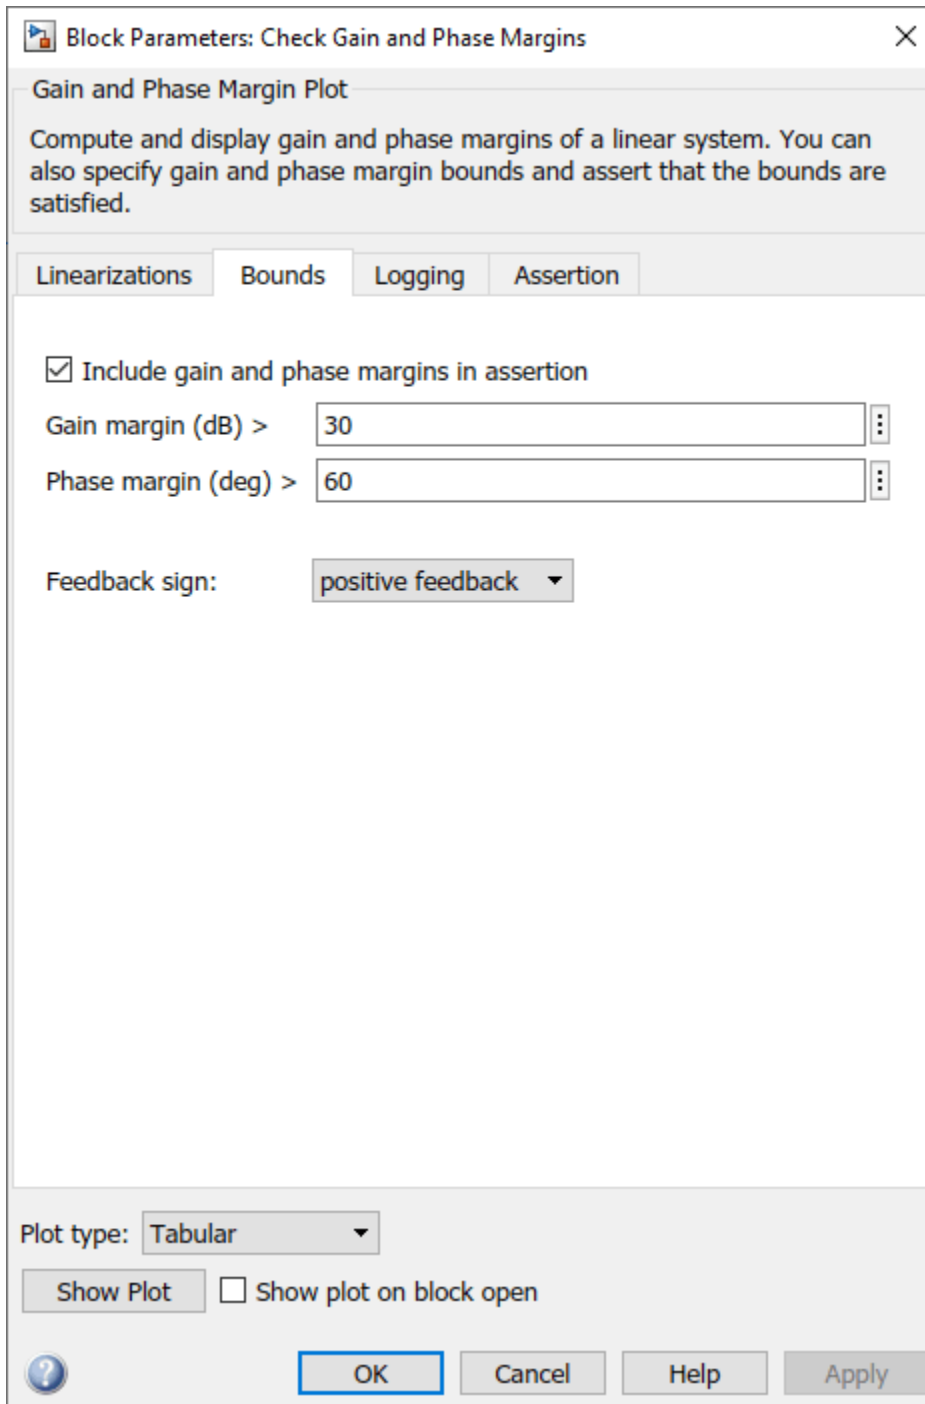 Block Parameters: Check Gain and Phase Margins
Gain and Phase Margin Plot
Compute and display gain and phase margins of a linear system. You can
also specify gain and phase margin bounds and assert that the bounds are
satisfied.
Linearizations Bounds Logging Assertion
Include gain and phase margins in assertion
Gain margin (dB) > 30
Phase margin (deg) > 60
Feedback sign: positive feedback
Plot type: Tabular
Show Plot Show plot on block open
? OK Cancel Help Apply